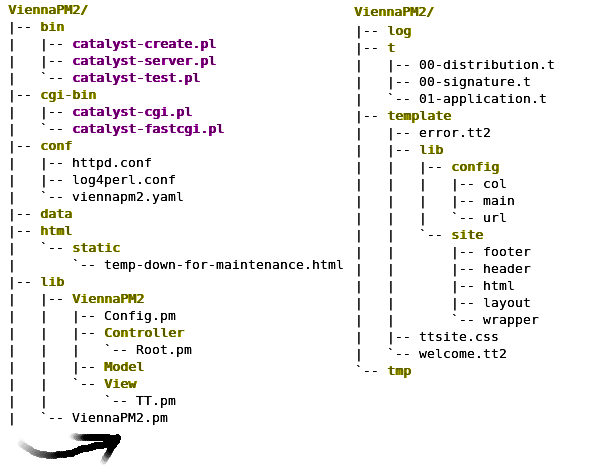 ViennaPM2/
|-- bin
|   |-- catalyst-create.pl
|   |-- catalyst-server.pl
|   `-- catalyst-test.pl
|-- cgi-bin
|   |-- catalyst-cgi.pl
|   `-- catalyst-fastcgi.pl
|-- conf
|   |-- httpd.conf
|   |-- log4perl.conf
|   `-- viennapm2.yaml
|-- data
|-- html
|   `-- static
|       `-- temp-down-for-maintenance.html
|-- lib
|   |-- ViennaPM2
|   |   |-- Config.pm
|   |   |-- Controller
|   |   |   `-- Root.pm
|   |   |-- Model
|   |   `-- View
|   |       `-- TT.pm
|   `-- ViennaPM2.pm
ViennaPM2/
|-- log
|-- t
|   |-- 00-distribution.t
|   |-- 00-signature.t
|   `-- 01-application.t
|-- template
|   |-- error.tt2
|   |-- lib
|   |   |-- config
|   |   |   |-- col
|   |   |   |-- main
|   |   |   `-- url
|   |   `-- site
|   |       |-- footer
|   |       |-- header
|   |       |-- html
|   |       |-- layout
|   |       `-- wrapper
|   |-- ttsite.css
|   `-- welcome.tt2
`-- tmp